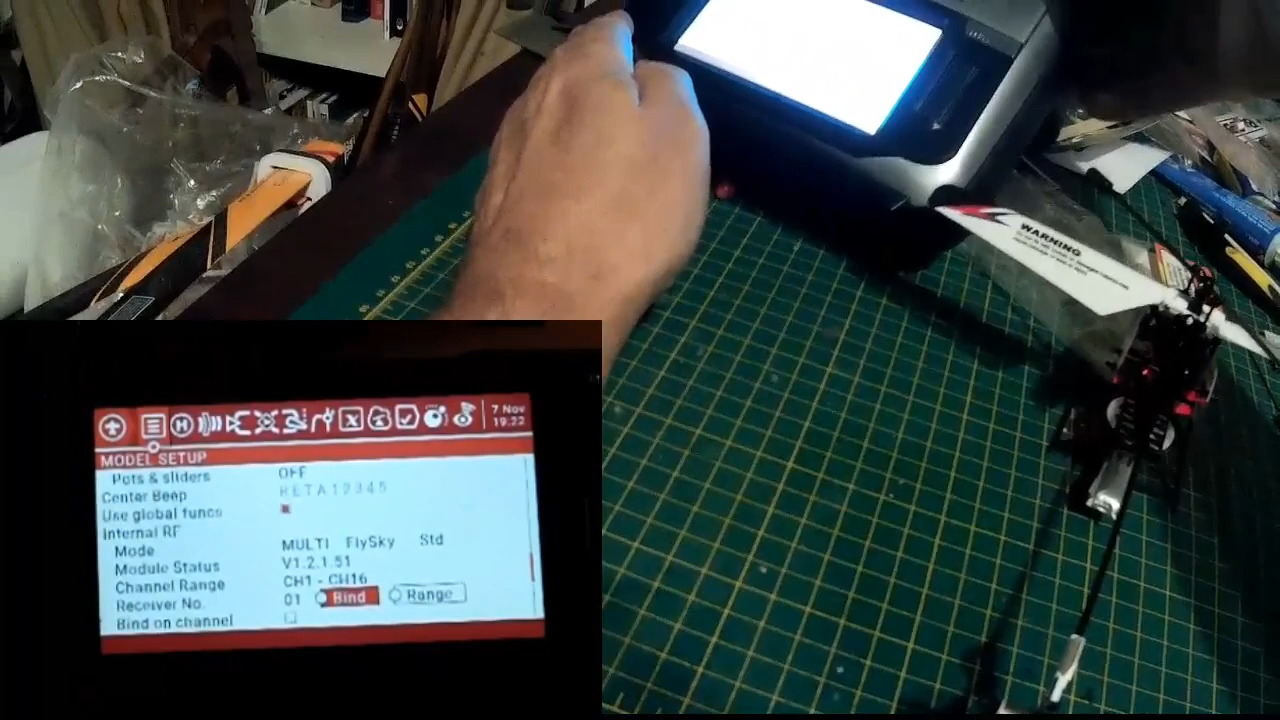 WARNING
7 Nov
19:22
MODEL SETUP
Pots & sliders OFF
Center Beep RETA12345
Use global funcs
Internal RF
Mode MULTI FlySky Std
Module Status V1.2.1.51
Channel Range CH1 - CH16
Receiver No. 01 Bind Range
Bind on channel